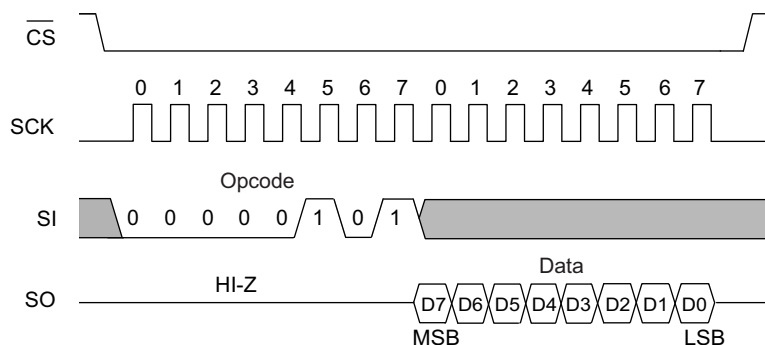 CS
0 1 2 3 4 5 6 7 0 1 2 3 4 5 6 7
SCK
Opcode
SI 0 0 0 0 0 1 0 1
Data
HI-Z
SO D7 D6 D5 D4 D3 D2 D1 D0
MSB LSB